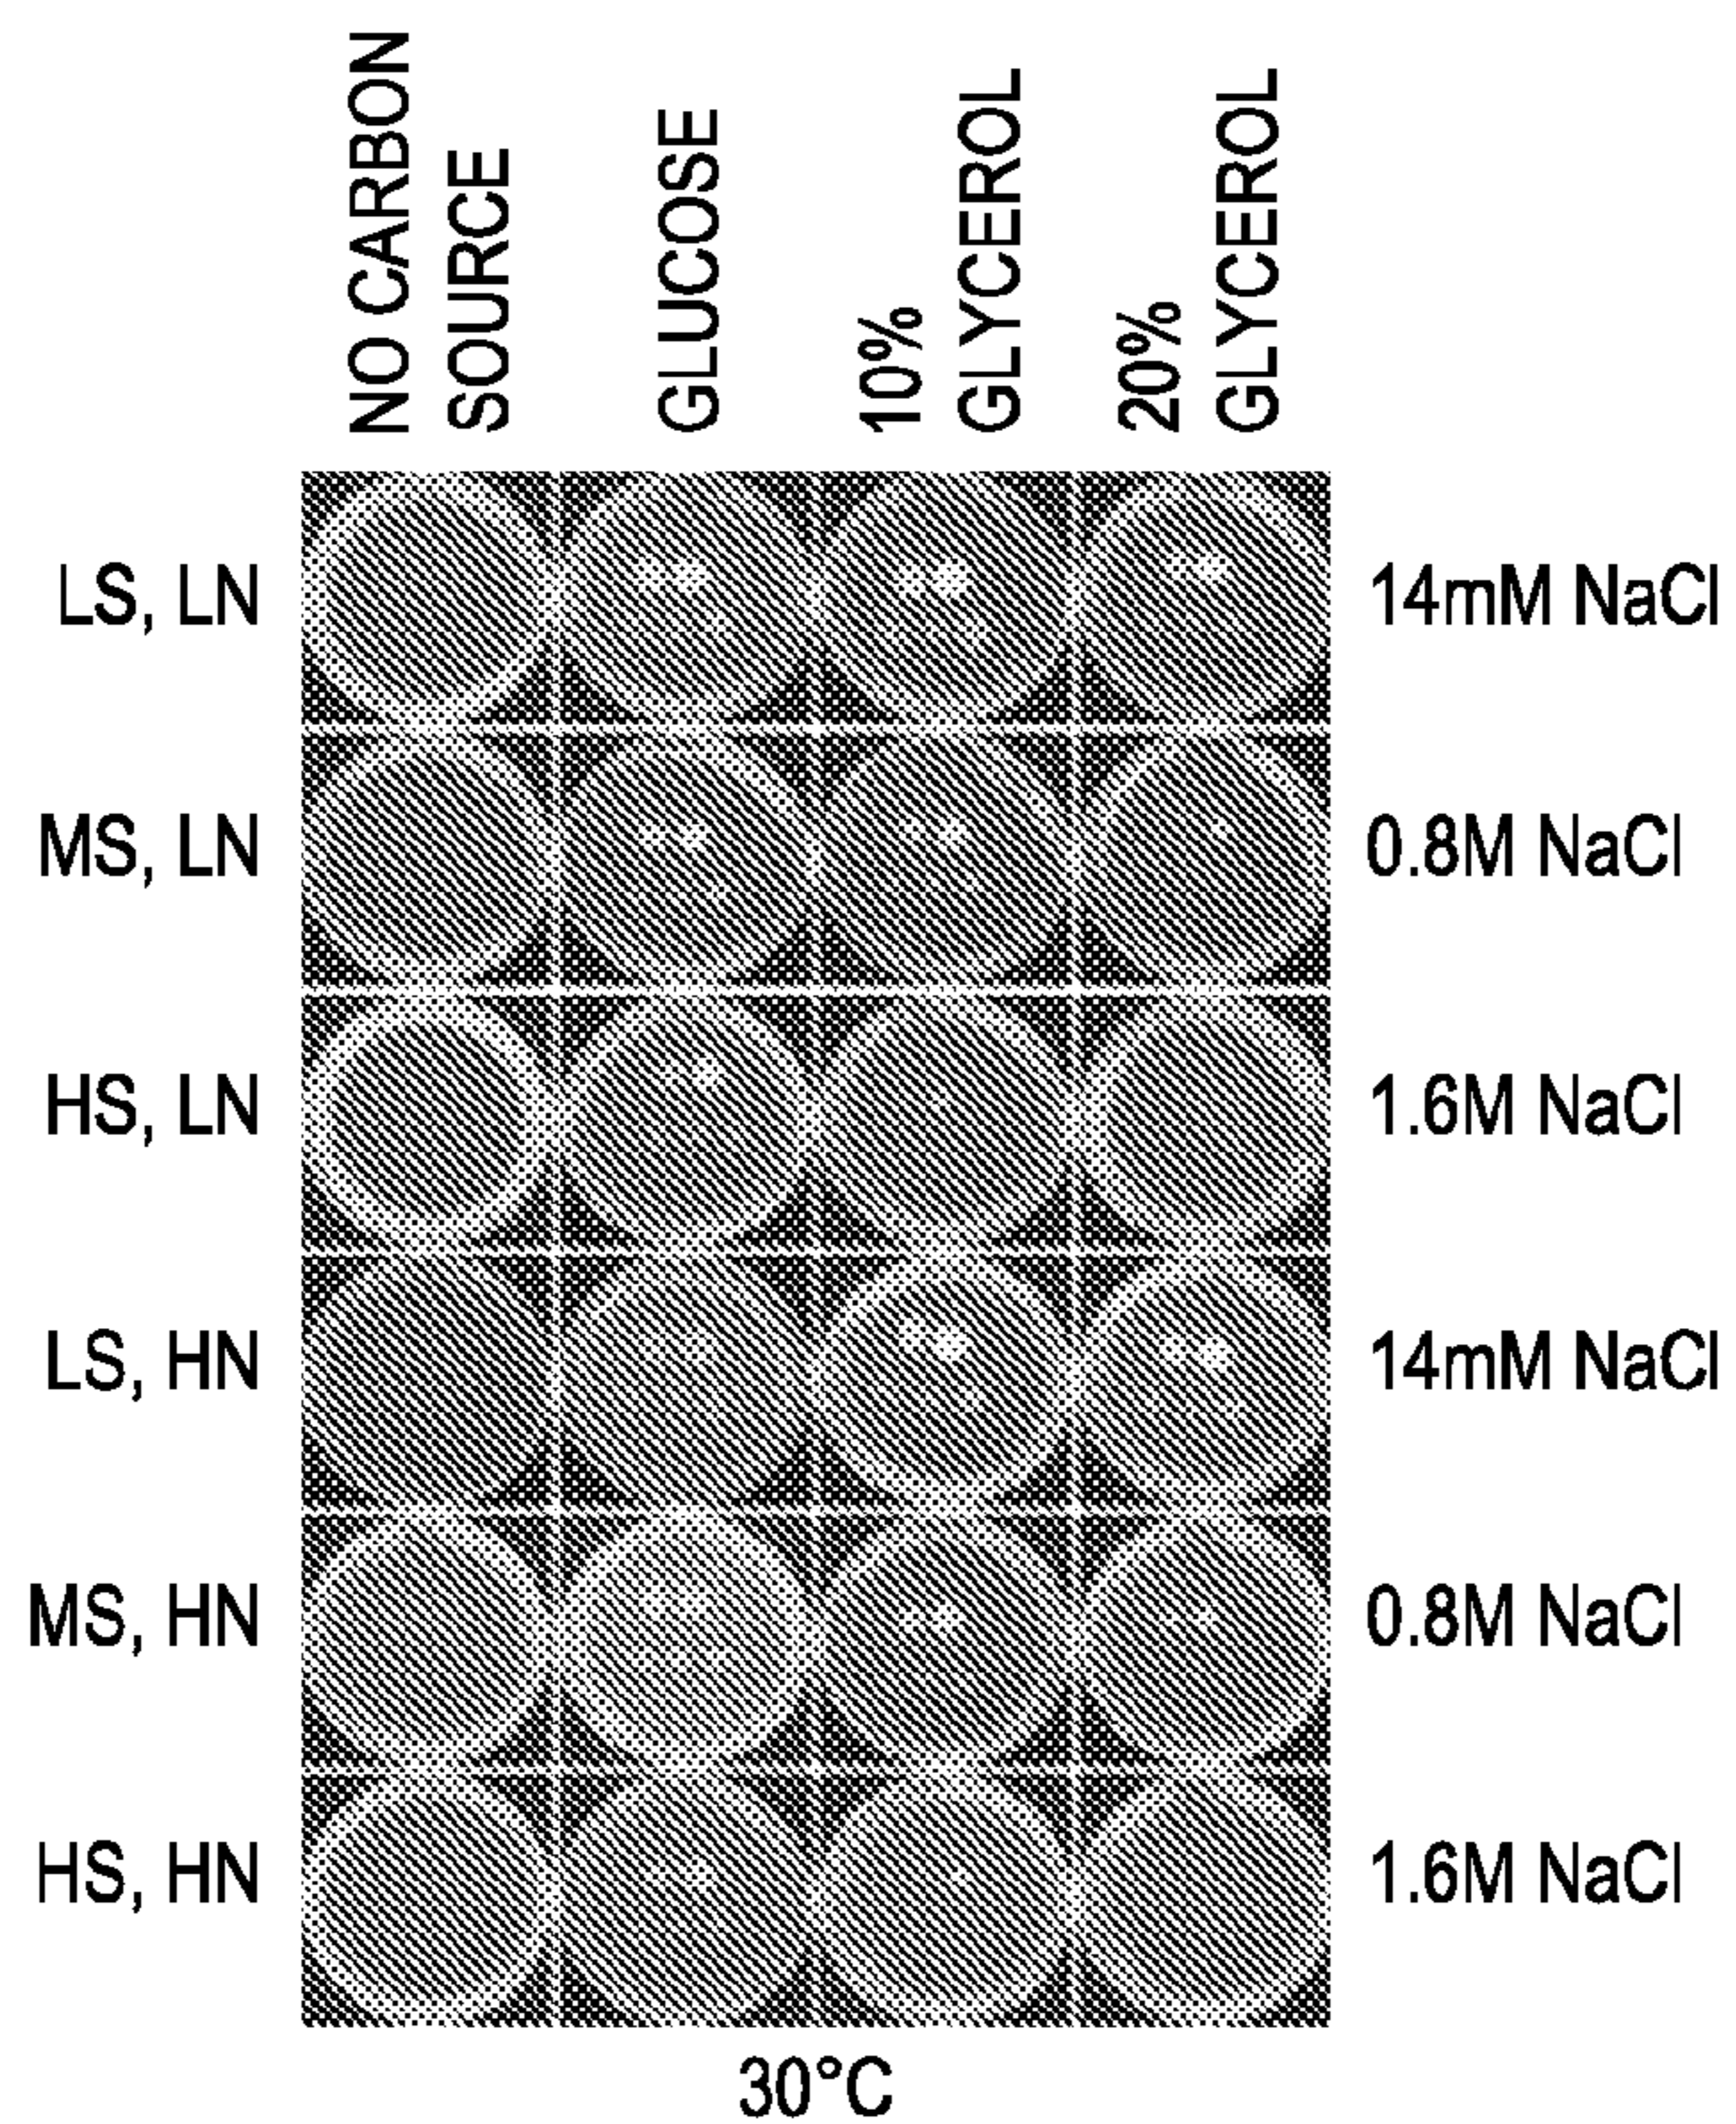 NO CARBON
SOURCE
GLUCOSE
10%
GLYCEROL
20%
GLYCEROL
LS, LN 14mM NaCl
MS, LN 0.8M NaCl
HS, LN 1.6M NaCl
LS, HN 14mM NaCl
MS, HN 0.8M NaCl
HS, HN 1.6M NaCl
30°C